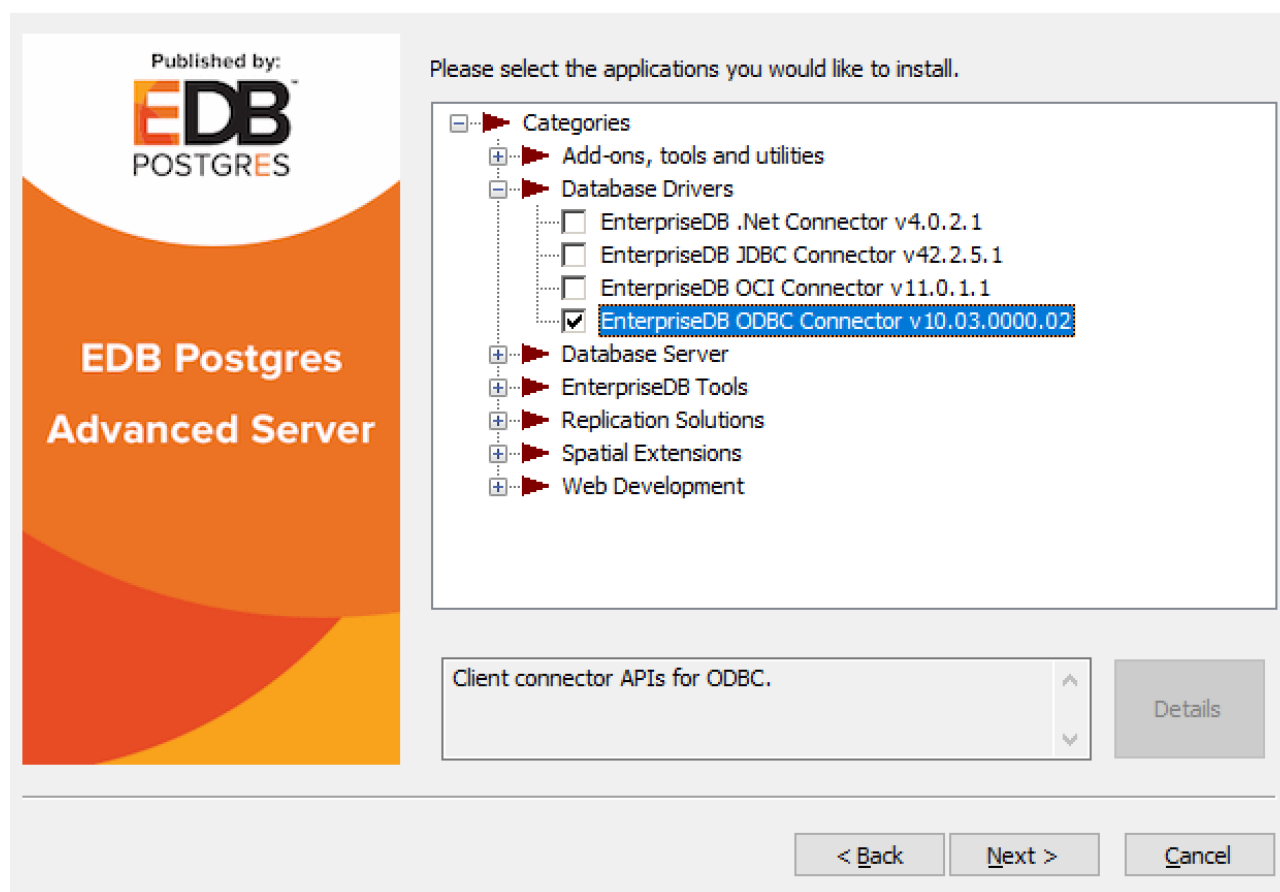 Published by:
EDB™
POSTGRES
EDB Postgres
Advanced Server
Please select the applications you would like to install.
Categories
Add-ons, tools and utilities
Database Drivers
EnterpriseDB .Net Connector v4.0.2.1
EnterpriseDB JDBC Connector v42.2.5.1
EnterpriseDB OCI Connector v11.0.1.1
EnterpriseDB ODBC Connector v10.03.0000.02
Database Server
EnterpriseDB Tools
Replication Solutions
Spatial Extensions
Web Development
Client connector APIs for ODBC.
Details
< Back
Next >
Cancel